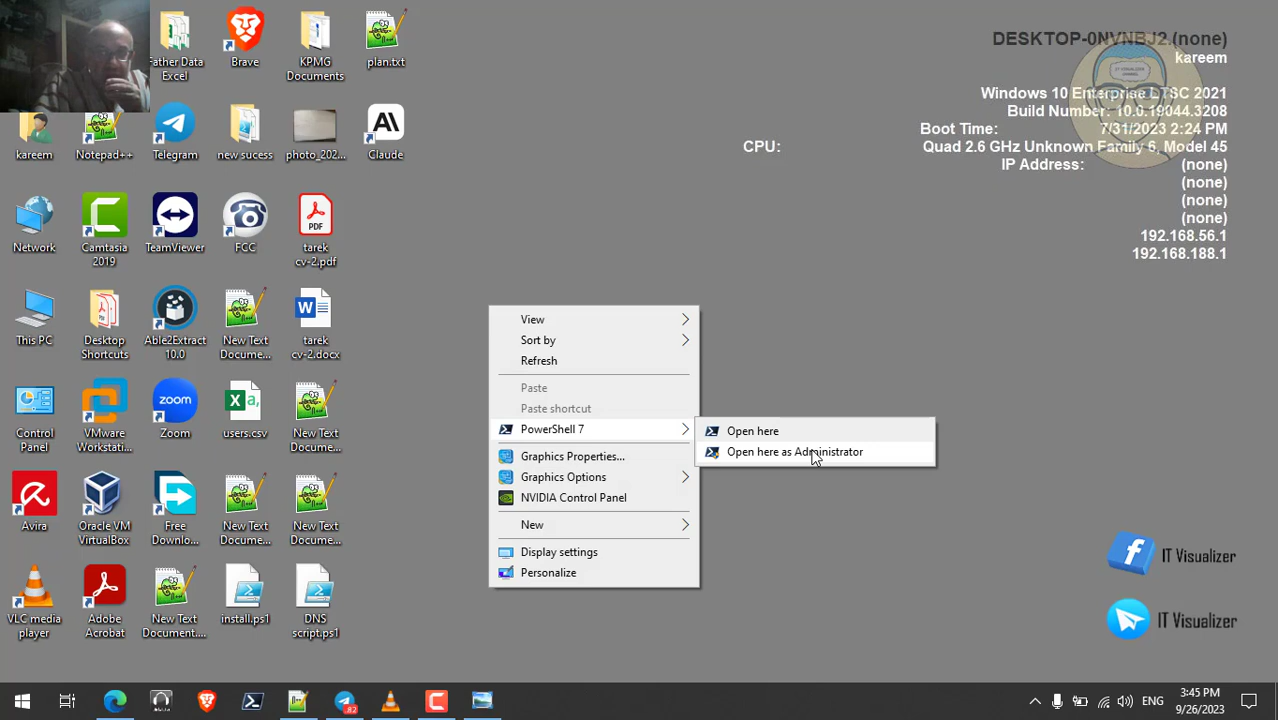 Father Data
Excel
Brave
KPMG
Documents
plan.txt
DESKTOP-0NVNBJ2.(none)
kareem
Windows 10 Enterprise LTSC 2021
Build Number: 10.0.19044.3208
Boot Time: 7/31/2023 2:24 PM
CPU: Quad 2.6 GHz Unknown Family 6, Model 45
IP Address: (none)
(none)
(none)
(none)
192.168.56.1
192.168.188.1
kareem
Notepad++
Telegram
new sucess
photo_202...
Claude
Network
Camtasia
2019
TeamViewer
FCC
tarek
cv-2.pdf
This PC
Desktop
Shortcuts
Able2Extract
10.0
New Text
Docume...
tarek
cv-2.docx
Control
Panel
VMware
Workstati...
Zoom
users.csv
New Text
Docume...
Avira
Oracle VM
VirtualBox
Free
Downlo...
New Text
Docume...
New Text
Docume...
VLC media
player
Adobe
Acrobat
New Text
Document....
install.ps1
DNS
script.ps1
View
Sort by
Refresh
Paste
Paste shortcut
PowerShell 7
Graphics Properties...
Graphics Options
NVIDIA Control Panel
New
Display settings
Personalize
Open here
Open here as Administrator
IT Visualizer
IT Visualizer
82
ENG
3:45 PM
9/26/2023